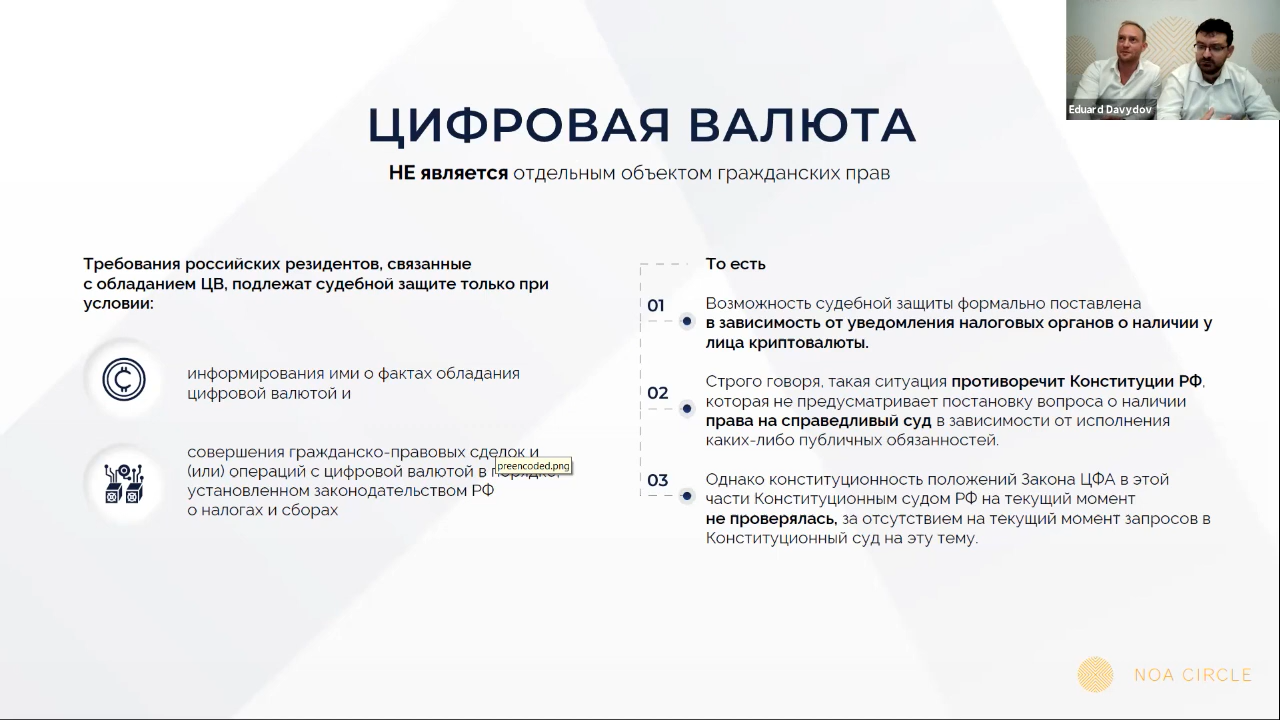 ЦИФРОВАЯ ВАЛЮТА
НЕ является отдельным объектом гражданских прав
Требования российских резидентов, связанные
с обладанием ЦВ, подлежат судебной защите только при
условии:
информирования ими о фактах обладания
цифровой валютой и
совершения гражданско-правовых сделок и
(или) операций с цифровой валютой в
установленном законодательством РФ
о налогах и сборах
preencoded.png
То есть
01
Возможность судебной защиты формально поставлена
в зависимость от уведомления налоговых органов о наличии у
лица криптовалюты.
02
Строго говоря, такая ситуация противоречит Конституции РФ,
которая не предусматривает постановку вопроса о наличии
права на справедливый суд в зависимости от исполнения
каких-либо публичных обязанностей.
03
Однако конституционность положений Закона ЦФА в этой
части Конституционным судом РФ на текущий момент
не проверялась, за отсутствием на текущий момент запросов в
Конституционный суд на эту тему.
Eduard Davydov
NOA CIRCLE